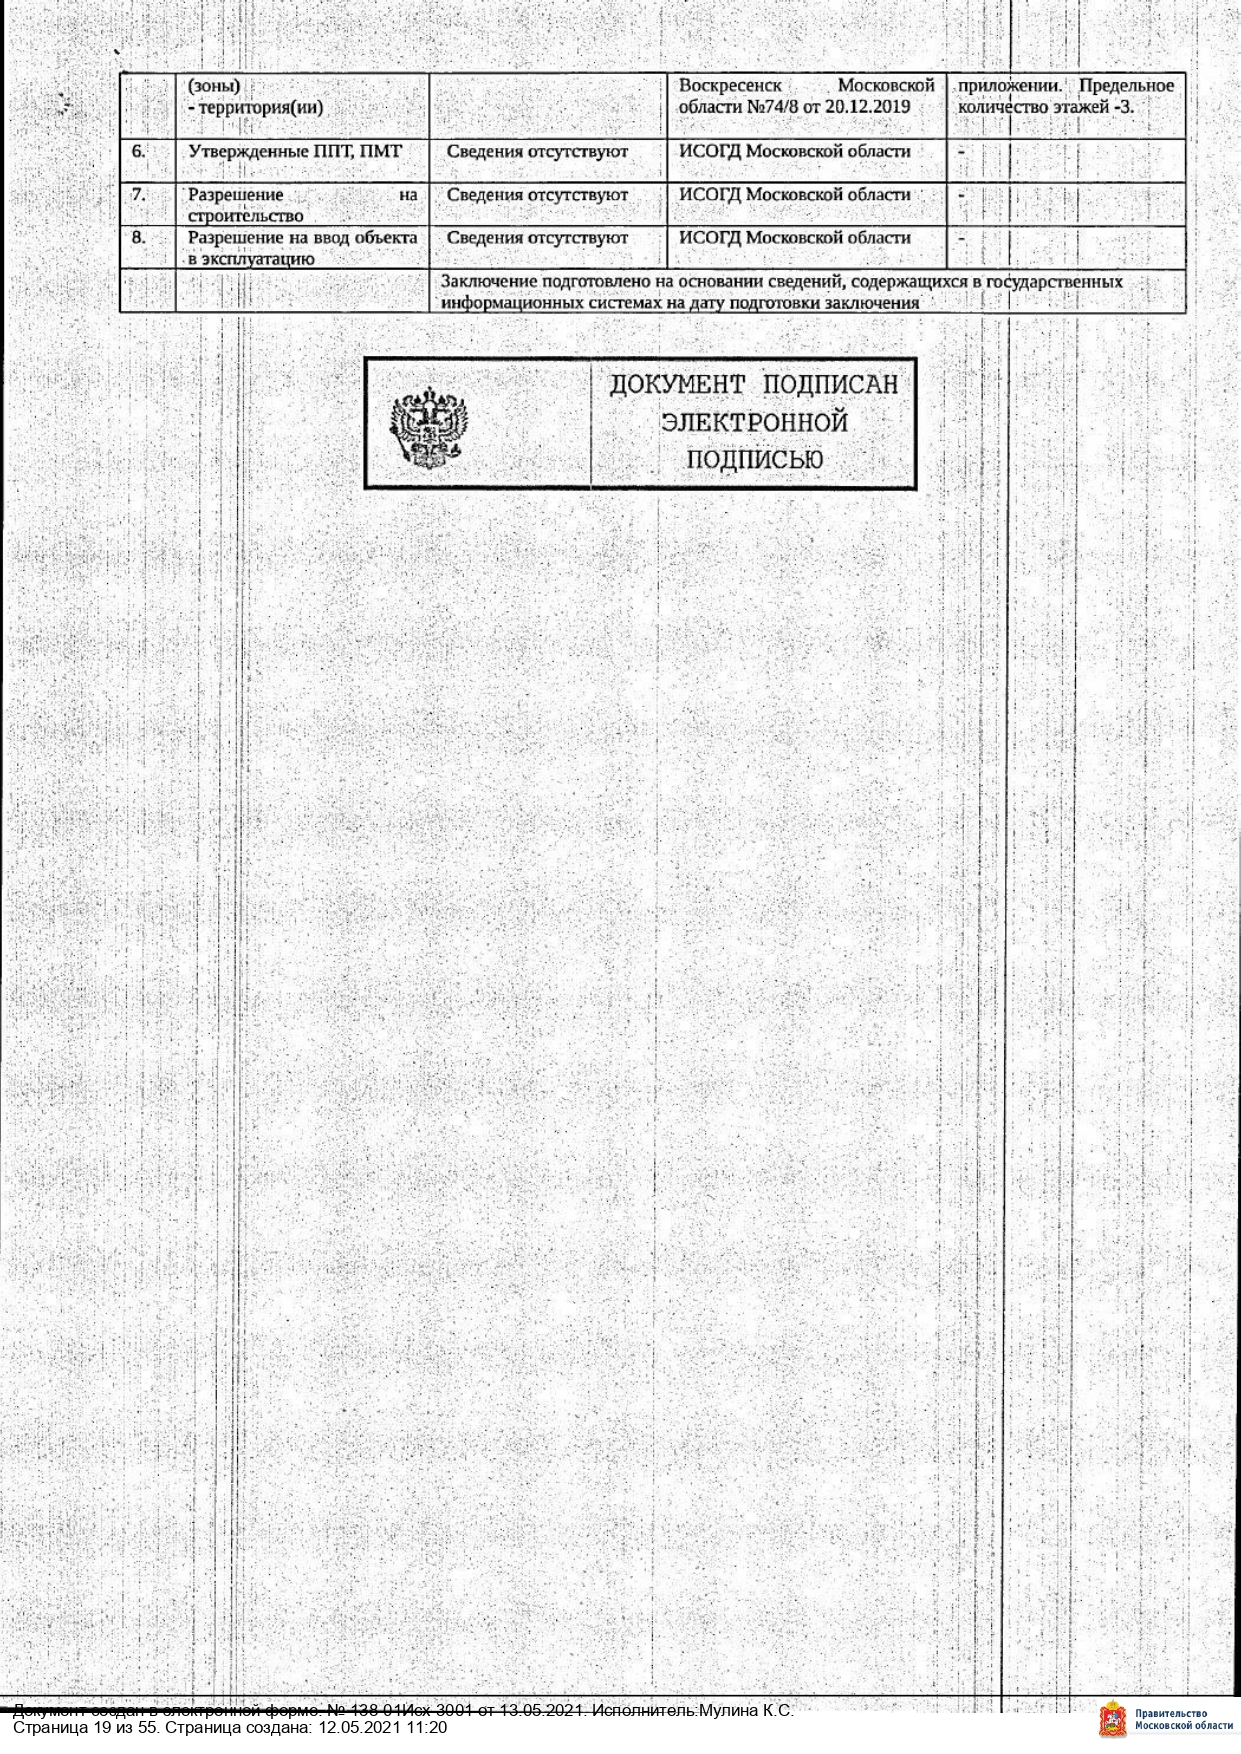 (зоны)
- территория(ии)
Воскресенск Московской
области №74/8 от 20.12.2019
приложении. Предельное
количество этажей -3.
6. Утвержденные ППТ, ПМТ Сведения отсутствуют ИСОГД Московской области -
7. Разрешение на
строительство
Сведения отсутствуют ИСОГД Московской области -
8. Разрешение на ввод объекта
в эксплуатацию
Сведения отсутствуют ИСОГД Московской области -
Заключение подготовлено на основании сведений, содержащихся в государственных
информационных системах на дату подготовки заключения
ДОКУМЕНТ ПОДПИСАН
ЭЛЕКТРОННОЙ
ПОДПИСЬЮ
Документ создан в электронной форме. № 138-01Исх-3001 от 13.05.2021. Исполнитель:Мулина К.С.
Страница 19 из 55. Страница создана: 12.05.2021 11:20
Правительство
Московской области